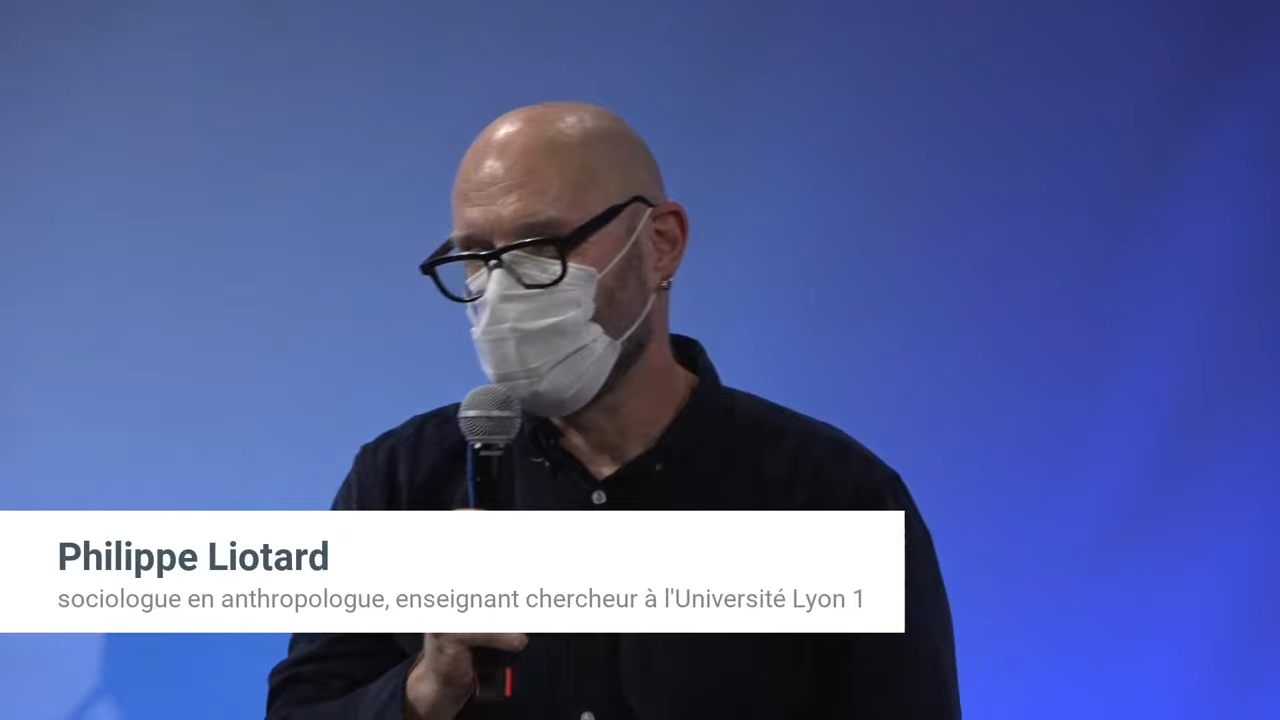 Philippe Liotard
sociologue en anthropologue, enseignant chercheur à l'Université Lyon 1